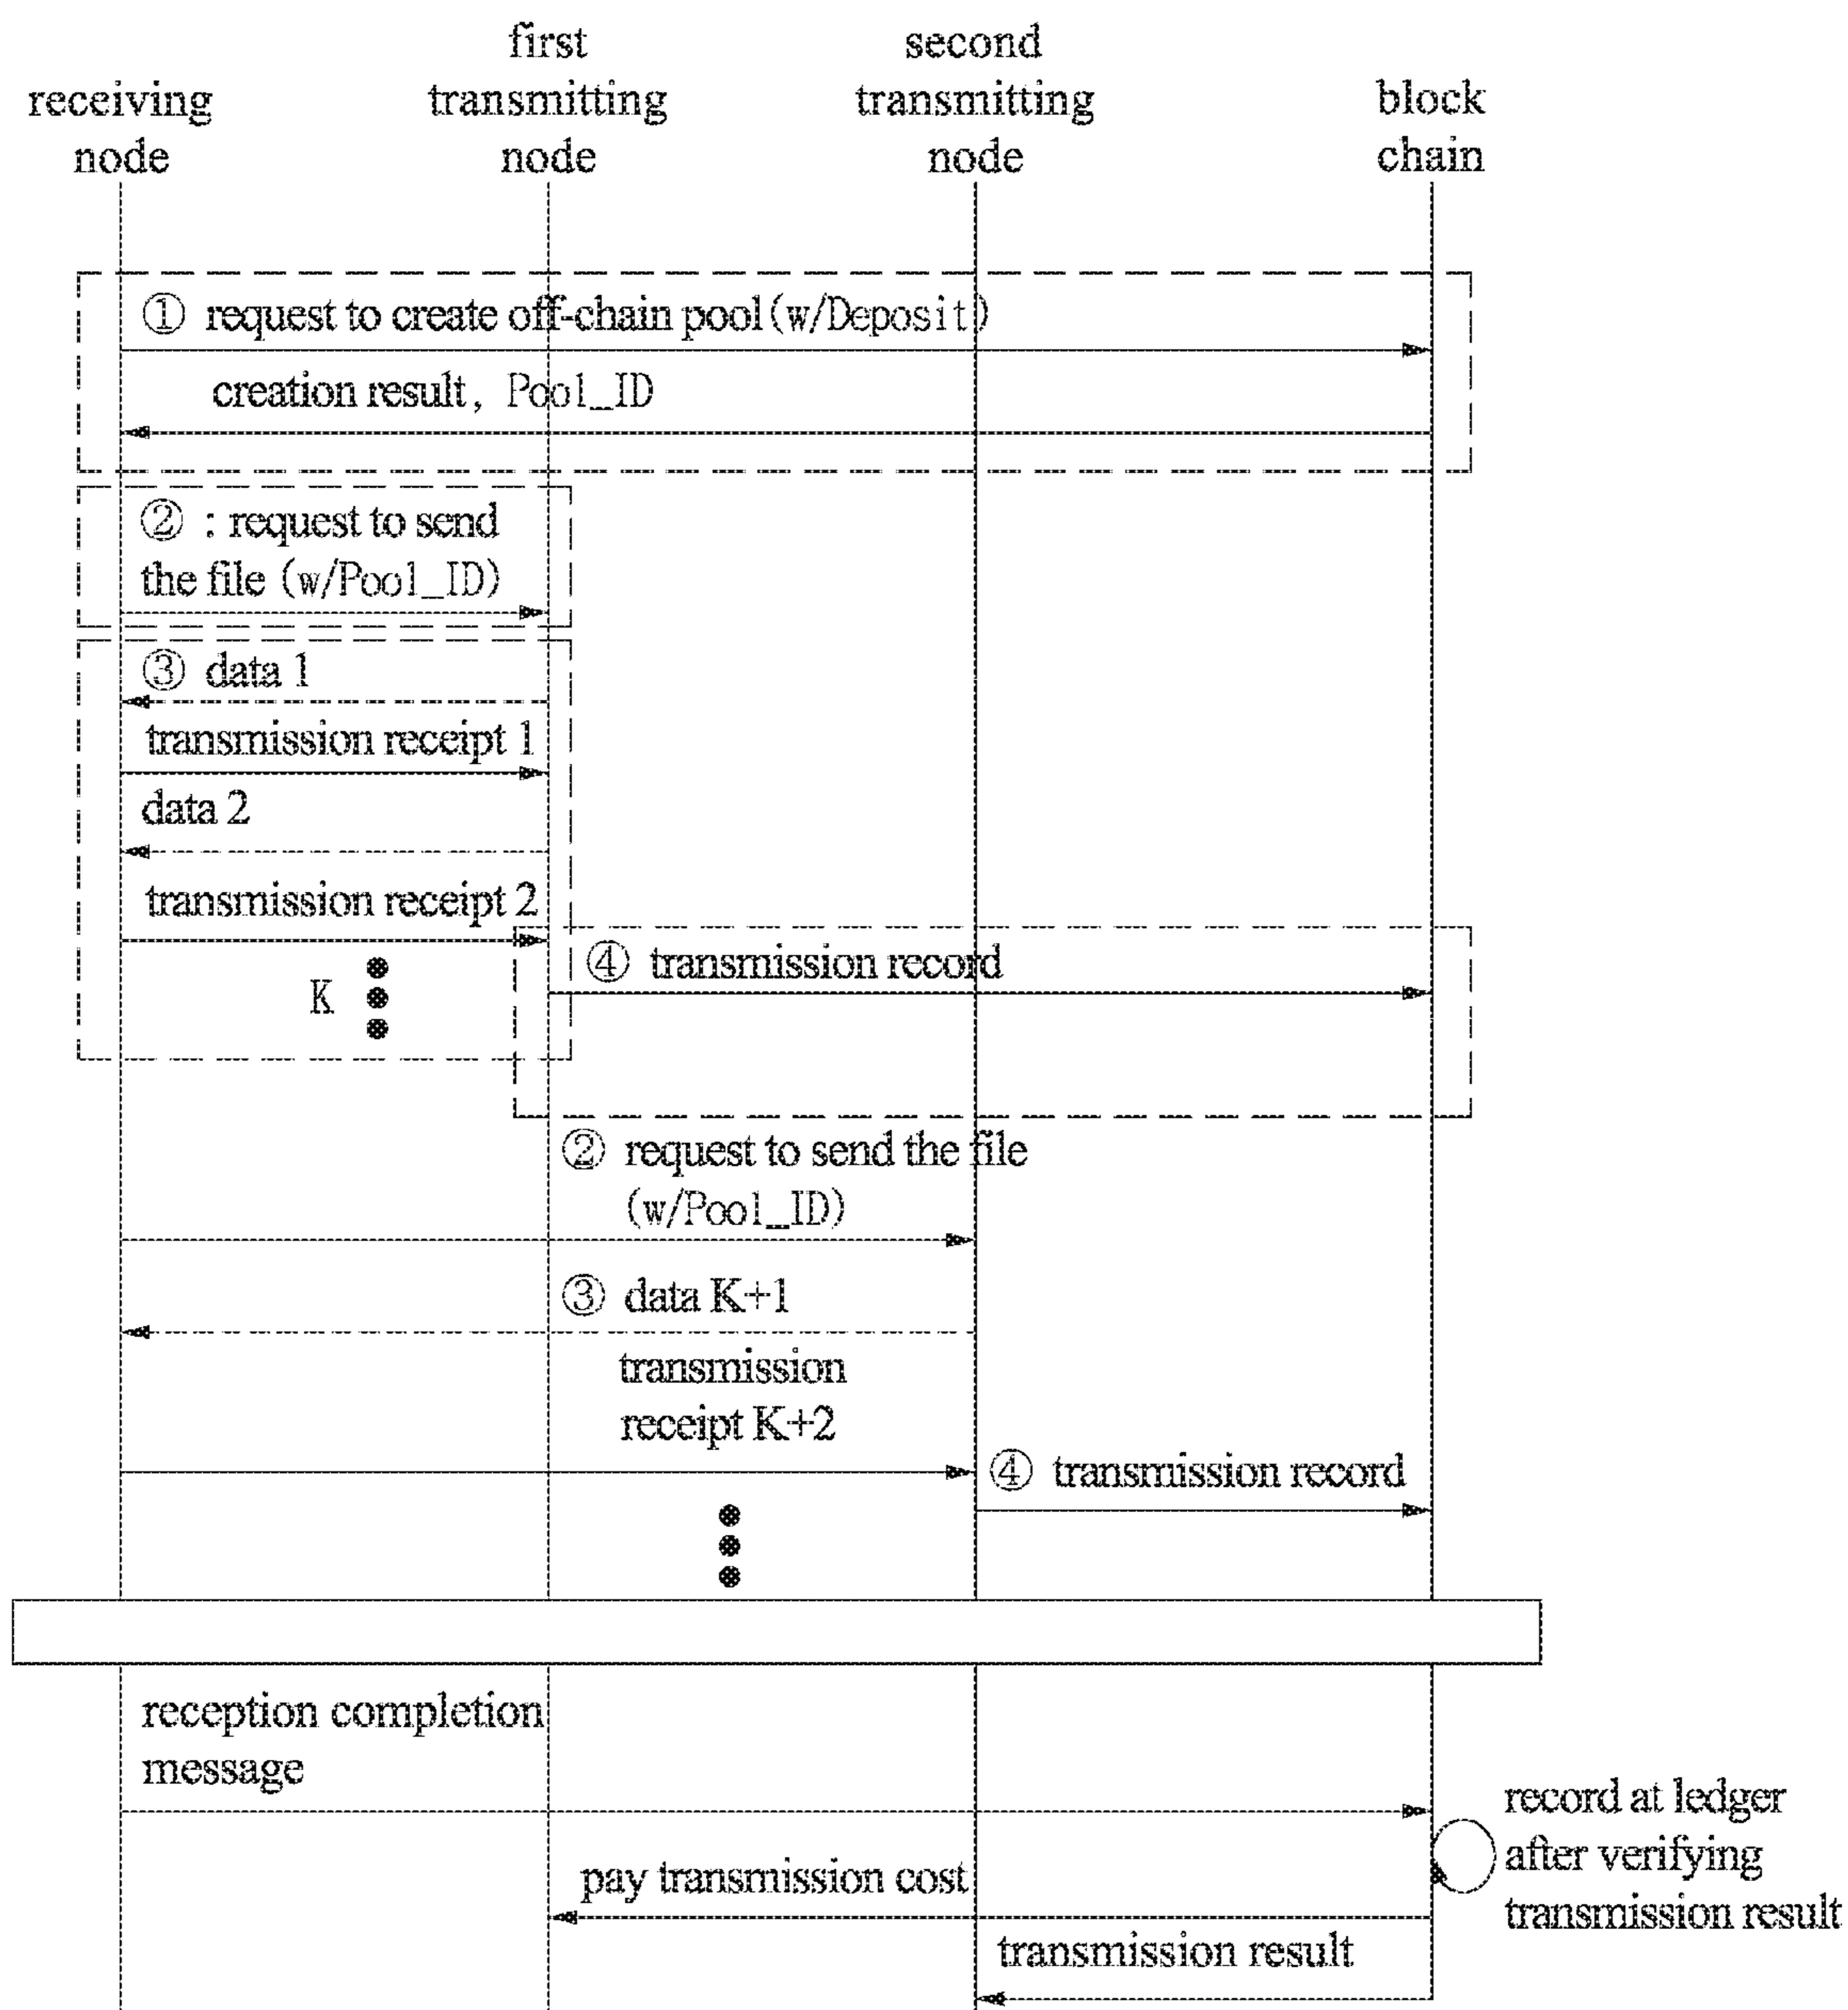 first
second
receiving
transmitting
transmitting
block
node
node
node
chain
① request to create off-chain pool(w/Deposit)
creation result, Pool_ID
② : request to send
the file (w/Pool_ID)
③ data 1
transmission receipt 1
data 2
transmission receipt 2
④ transmission record
K
② request to send the file
(w/Pool_ID)
③ data K+1
transmission
receipt K+2
④ transmission record
reception completion
message
record at ledger
after verifying
transmission result
pay transmission cost
transmission result